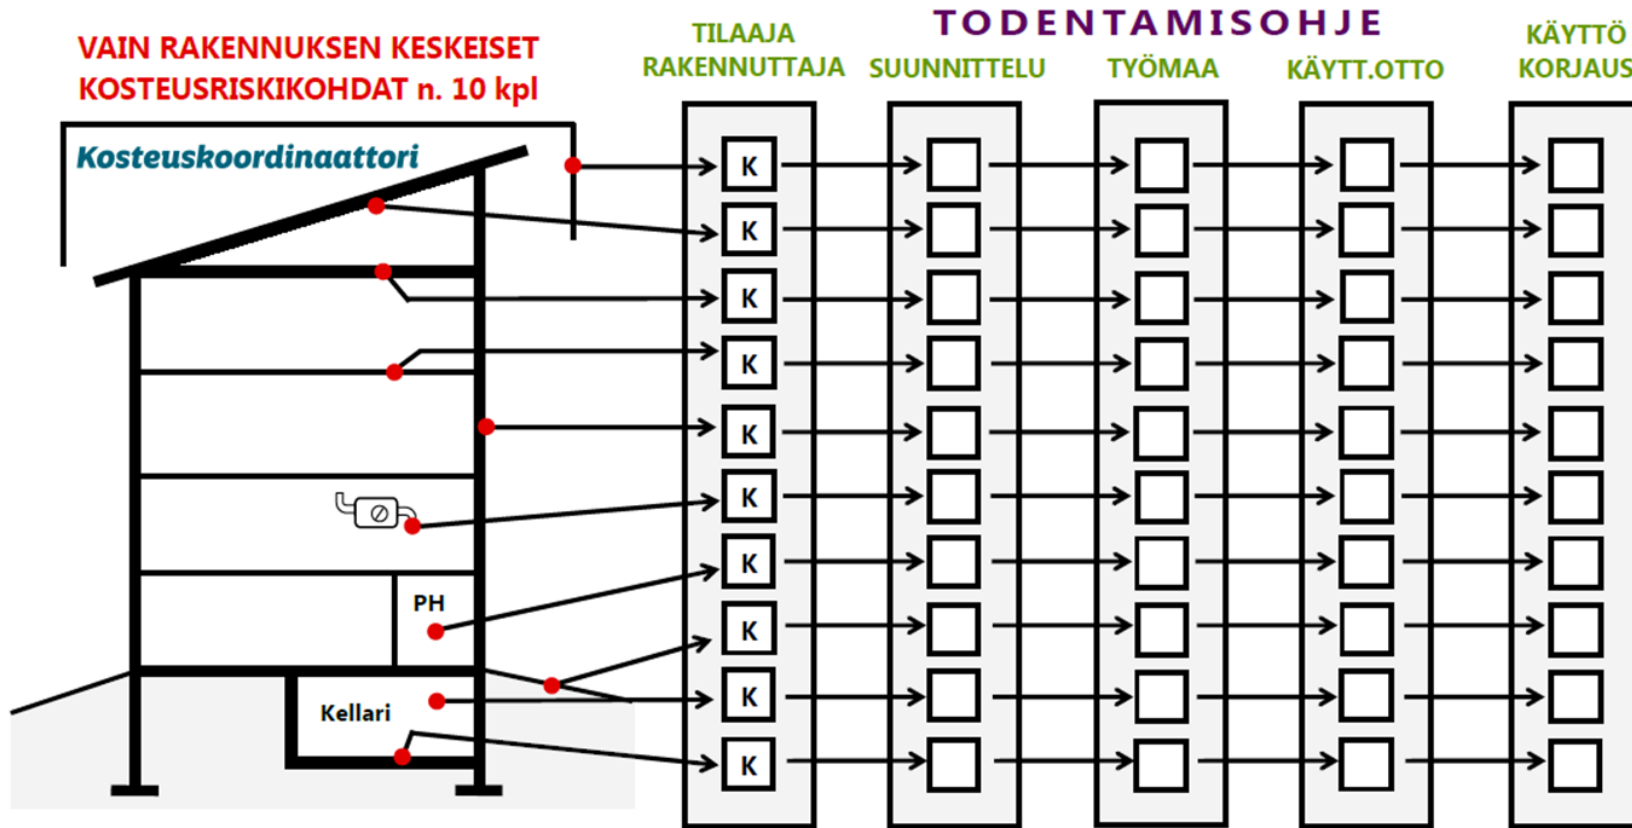 TODENTAMISOHJE
VAIN RAKENNUKSEN KESKEISET
KOSTEUSRISKIKOHDAT n. 10 kpl
TILAAJA
RAKENNUTTAJA
SUUNNITTELU
TYÖMAA
KÄYTT.OTTO
KÄYTTÖ
KORJAUS
Kosteuskoordinaattori
K
K
K
K
K
K
K
K
K
K
PH
Kellari